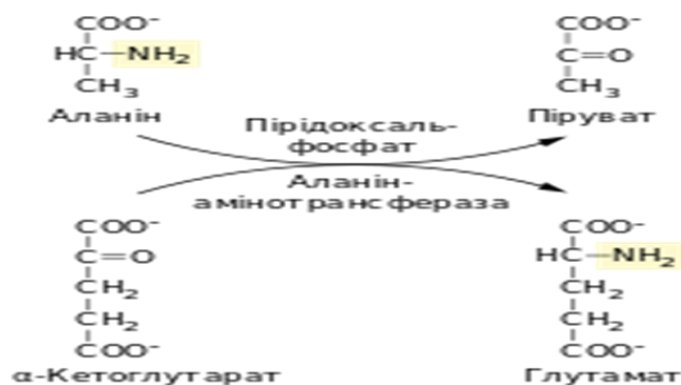 COO⁻
HC—NH₂
CH₃
Аланін
COO⁻
C=O
CH₃
Піруват
Пірідоксаль-
фосфат
Аланін-
амінотрансфераза
COO⁻
C=O
CH₂
CH₂
COO⁻
α-Кетоглутарат
COO⁻
HC—NH₂
CH₂
CH₂
COO⁻
Глутамат